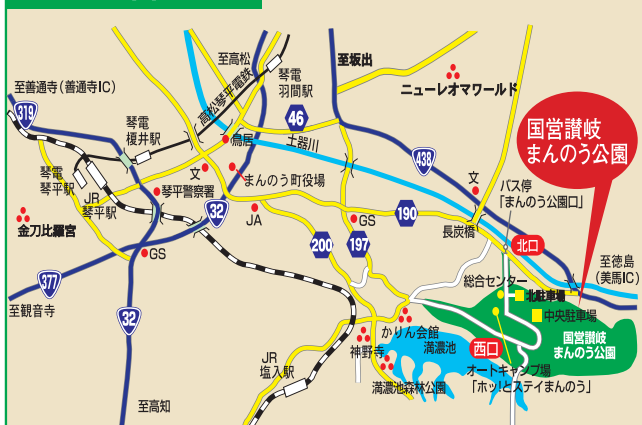 至高松
至坂出
至善通寺(善通寺IC)
高松琴平電鉄
琴電
羽間駅
ニューレオマワールド
319
46
国営讃岐
まんのう公園
琴電
榎井駅
鳥居
土器川
438
琴電
琴平駅
文
まんのう町役場
文
バス停
「まんのう公園口」
JR
琴平駅
琴平警察署
32
JA
GS
190
長炭橋
北口
金刀比羅宮
GS
200
197
至徳島
(美馬IC)
377
総合センター
北駐車場
至観音寺
32
中央駐車場
かりん会館
国営讃岐
まんのう公園
JR
塩入駅
神野寺
満濃池
西口
オートキャンプ場
「ホッ!とステイまんのう」
満濃池森林公園
至高知